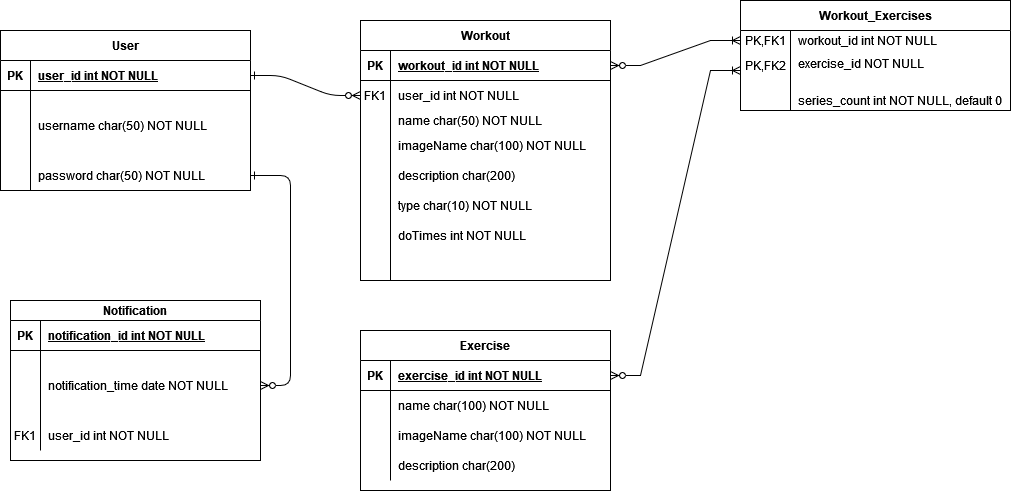 User
PK user_id int NOT NULL
username char(50) NOT NULL
password char(50) NOT NULL
Workout
PK workout_id int NOT NULL
FK1 user_id int NOT NULL
name char(50) NOT NULL
imageName char(100) NOT NULL
description char(200)
type char(10) NOT NULL
doTimes int NOT NULL
Workout_Exercises
PK,FK1 workout_id int NOT NULL
PK,FK2 exercise_id NOT NULL
series_count int NOT NULL, default 0
Notification
PK notification_id int NOT NULL
notification_time date NOT NULL
FK1 user_id int NOT NULL
Exercise
PK exercise_id int NOT NULL
name char(100) NOT NULL
imageName char(100) NOT NULL
description char(200)